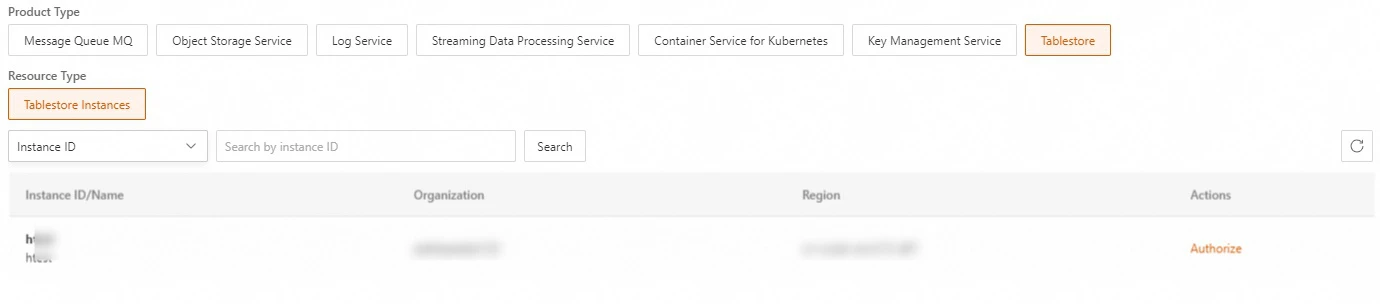 Product Type
Message Queue MQ Object Storage Service Log Service Streaming Data Processing Service Container Service for Kubernetes Key Management Service Tablestore
Resource Type
Tablestore Instances
Instance ID Search by instance ID Search
Instance ID/Name Organization Region Actions
Authorize